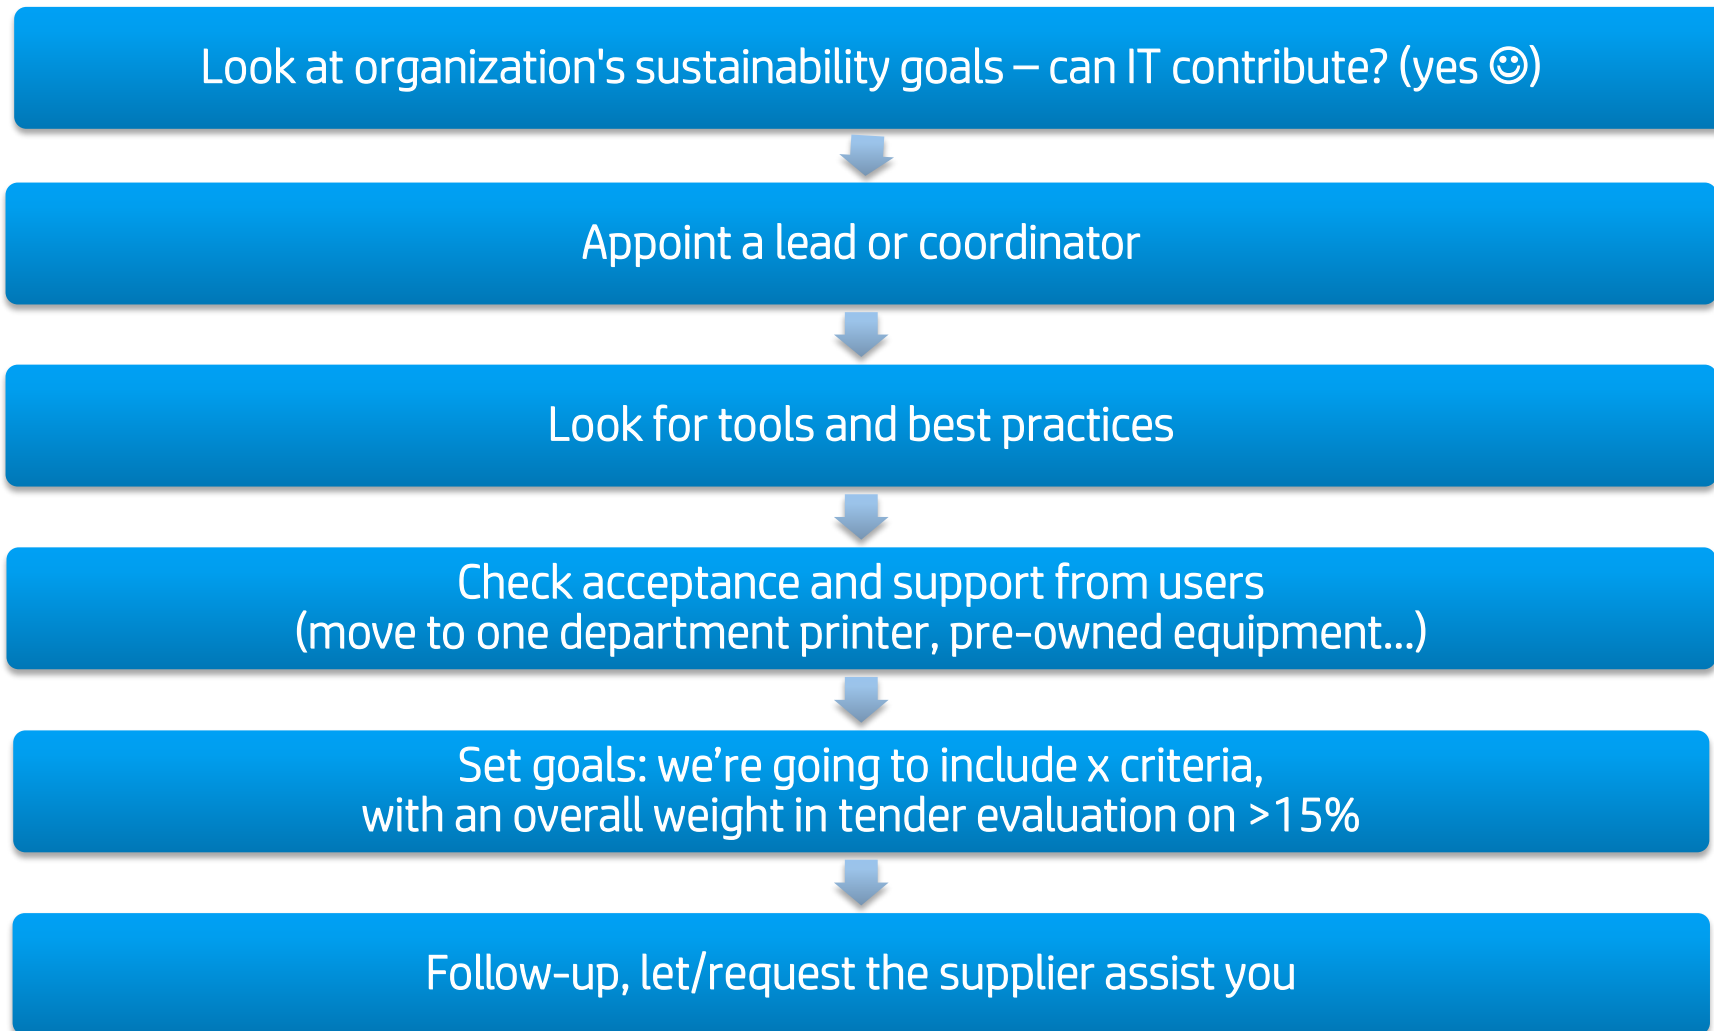 Look at organization's sustainability goals – can IT contribute? (yes ☺)
Appoint a lead or coordinator
Look for tools and best practices
Check acceptance and support from users
(move to one department printer, pre-owned equipment...)
Set goals: we’re going to include x criteria,
with an overall weight in tender evaluation on >15%
Follow-up, let/request the supplier assist you